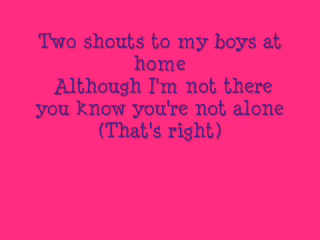 Two shouts to my boys at
home
Although I'm not there
you know you're not alone
(That's right)